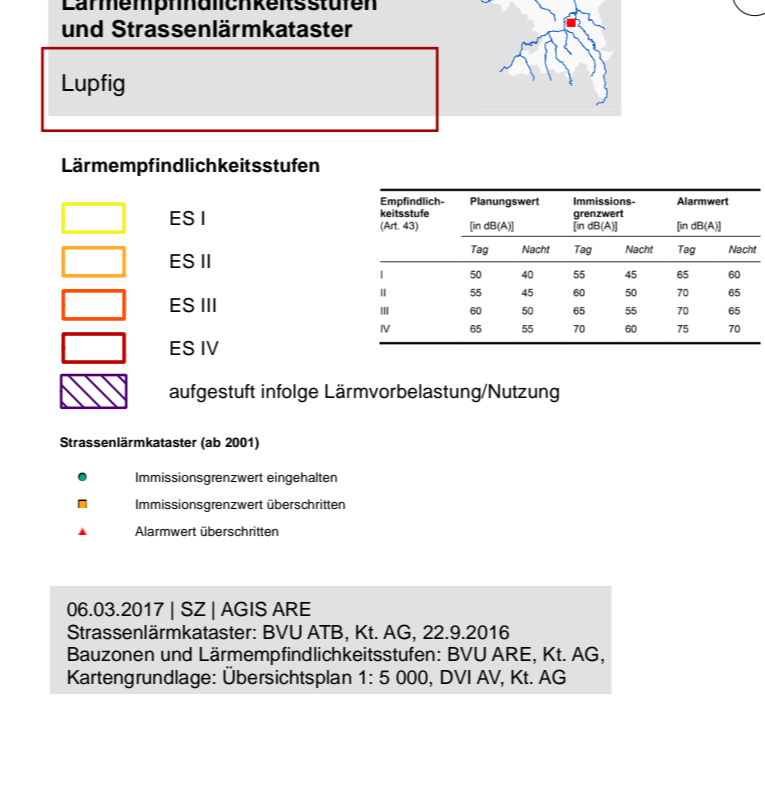 Lärmempfindlichkeitsstufen
und Strassenlärmkataster
Lupfig
Lärmempfindlichkeitsstufen
ES I
ES II
ES III
ES IV
aufgestuft infolge Lärmvorbelastung/Nutzung
Empfindlich- Planungswert Immissions- Alarmwert
keitsstufe grenzwert
(Art. 43) [in dB(A)] [in dB(A)] [in dB(A)]
Tag Nacht Tag Nacht Tag Nacht
I 50 40 55 45 65 60
II 55 45 60 50 70 65
III 60 50 65 55 70 65
IV 65 55 70 60 75 70
Strassenlärmkataster (ab 2001)
Immissionsgrenzwert eingehalten
Immissionsgrenzwert überschritten
Alarmwert überschritten
06.03.2017 | SZ | AGIS ARE
Strassenlärmkataster: BVU ATB, Kt. AG, 22.9.2016
Bauzonen und Lärmempfindlichkeitsstufen: BVU ARE, Kt. AG,
Kartengrundlage: Übersichtsplan 1: 5 000, DVI AV, Kt. AG